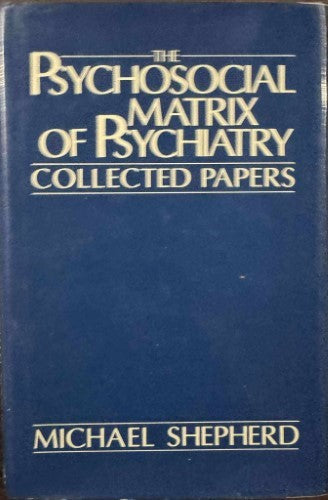 THE
PSYCHOSOCIAL
MATRIX
OF PSYCHIATRY
COLLECTED PAPERS
MICHAEL SHEPHERD